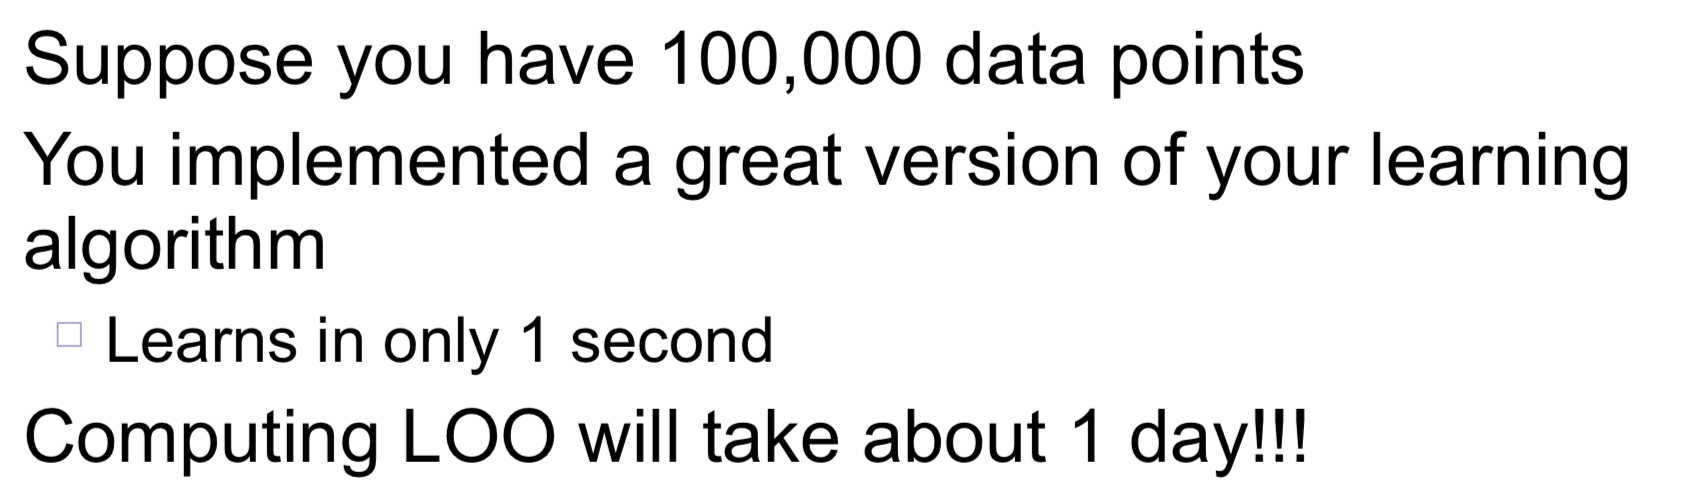 Suppose you have 100,000 data points
You implemented a great version of your learning
algorithm
Learns in only 1 second
Computing LOO will take about 1 day!!!